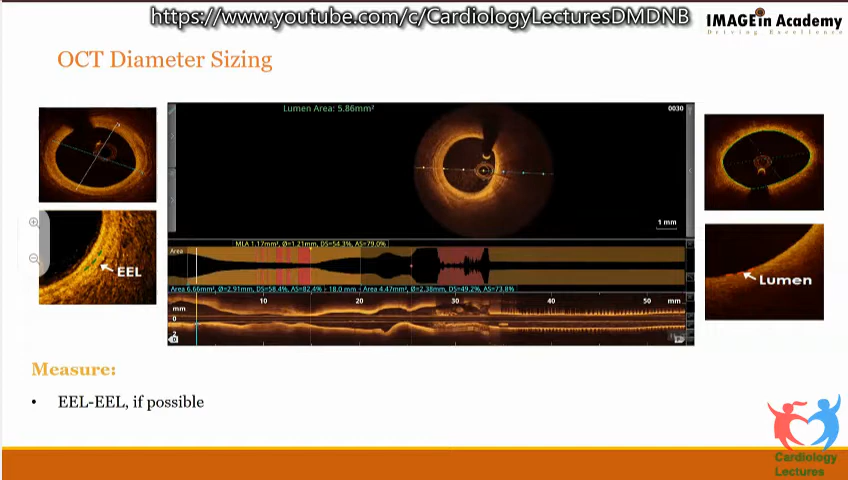 https://www.youtube.com/c/CardiologyLecturesDMDNB
IMAGEin Academy
Driving Excellence
OCT Diameter Sizing
Lumen Area: 5.86mm²
0030
1 mm
EEL
Lumen
MLA 1.17mm², Ø=1.21mm, DS=54.3%, AS=79.0%
Area
Area 6.66mm², Ø=2.91mm, DS=58.4%, AS=82.4% - 18.0 mm - Area 4.47mm², Ø=2.38mm, DS=49.2%, AS=73.8%
10 20 30 40 50 mm
mm
0
2
Measure:
• EEL-EEL, if possible
Cardiology
Lectures